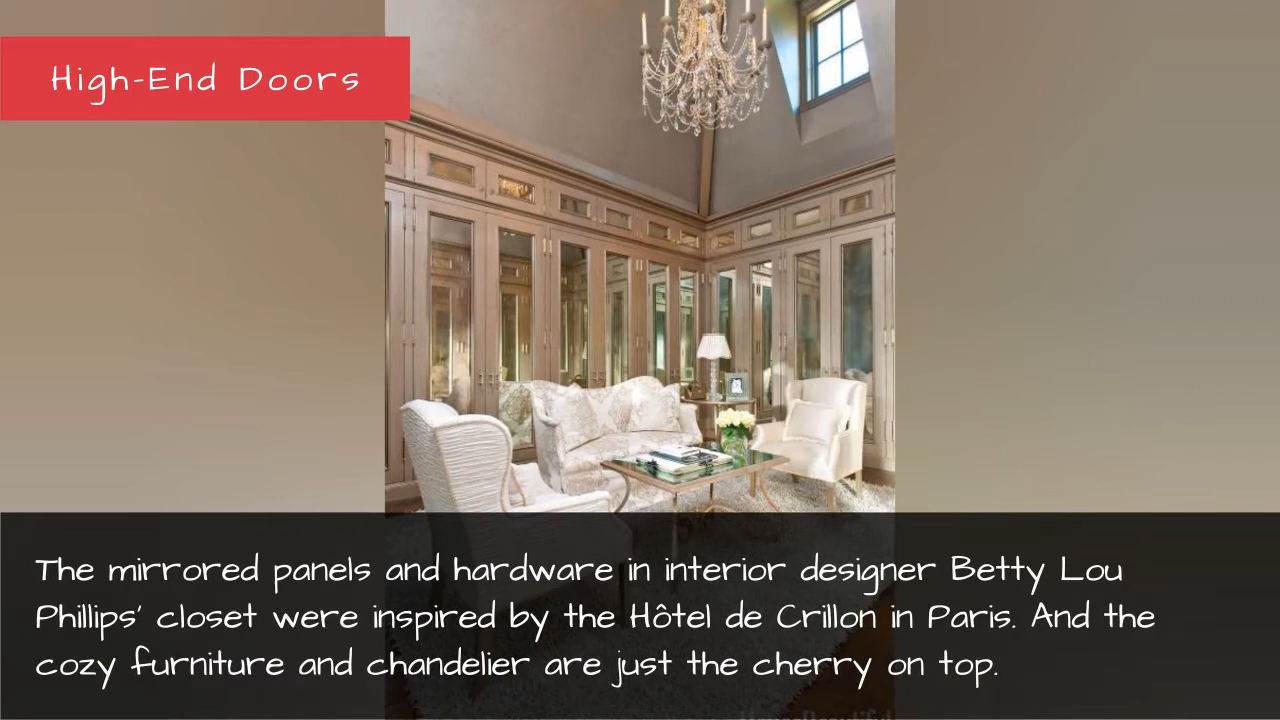 High-End Doors
The mirrored panels and hardware in interior designer Betty Lou
Phillips' closet were inspired by the Hôtel de Crillon in Paris. And the
cozy furniture and chandelier are just the cherry on top.